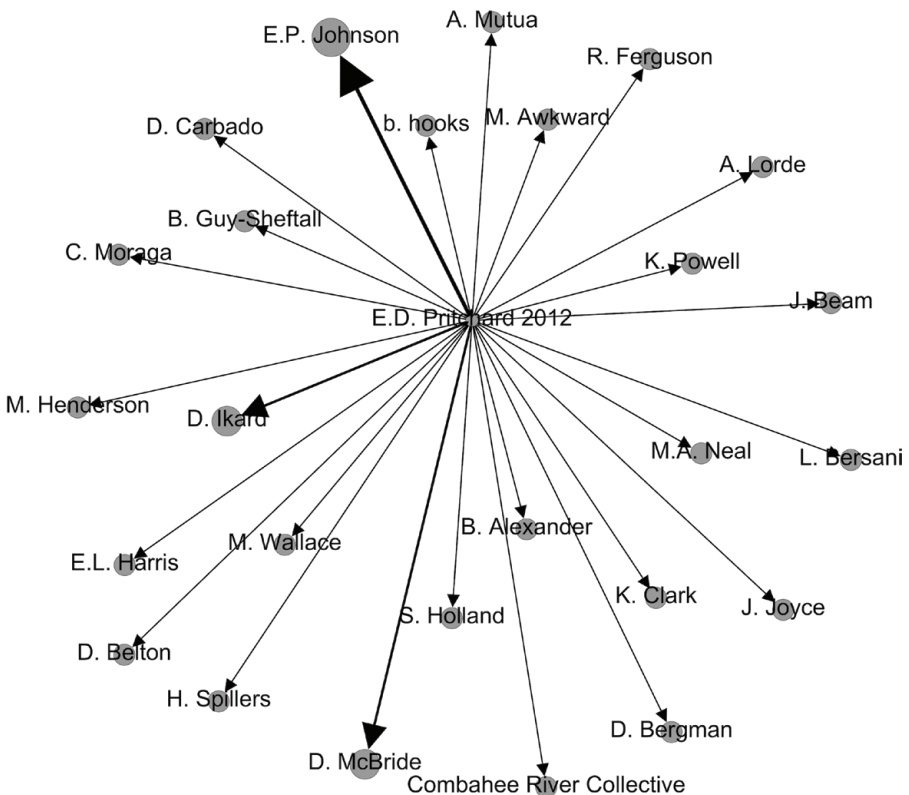 A. Mutua
E.P. Johnson
R. Ferguson
b. hooks
M. Awkward
D. Carbado
A. Lorde
B. Guy-Sheftall
C. Moraga
K. Powell
J. Beam
E.D. Pritchard 2012
M. Henderson
D. Ikard
M.A. Neal
L. Bersani
B. Alexander
M. Wallace
E.L. Harris
K. Clark
J. Joyce
S. Holland
D. Belton
H. Spillers
D. Bergman
D. McBride
Combahee River Collective